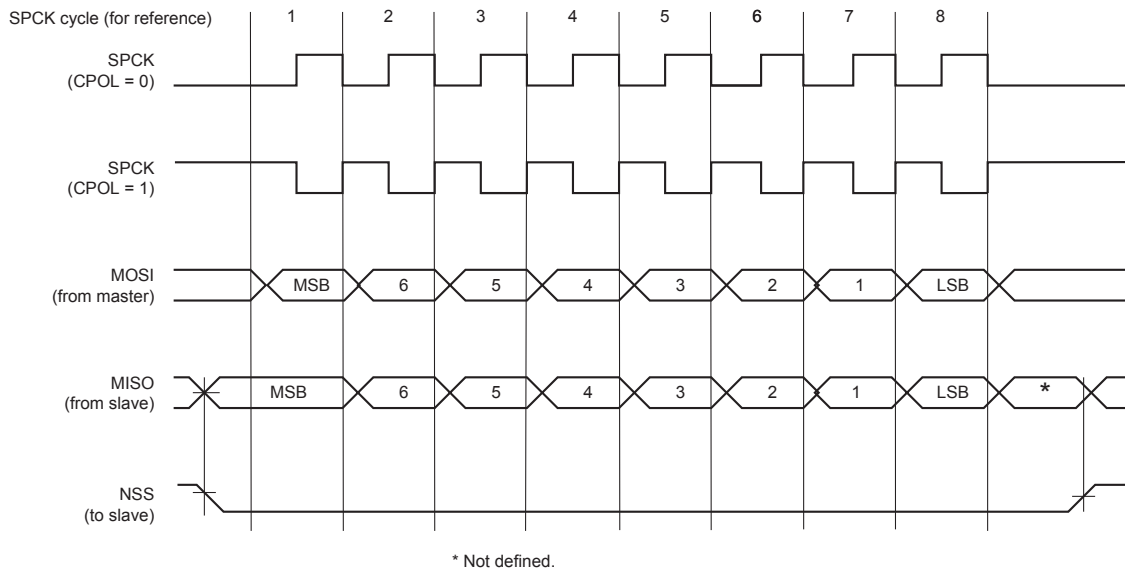 SPCK cycle (for reference) 1 2 3 4 5 6 7 8
SPCK
(CPOL = 0)
SPCK
(CPOL = 1)
MOSI
(from master)
MSB 6 5 4 3 2 1 LSB
MISO
(from slave)
MSB 6 5 4 3 2 1 LSB *
NSS
(to slave)
* Not defined.